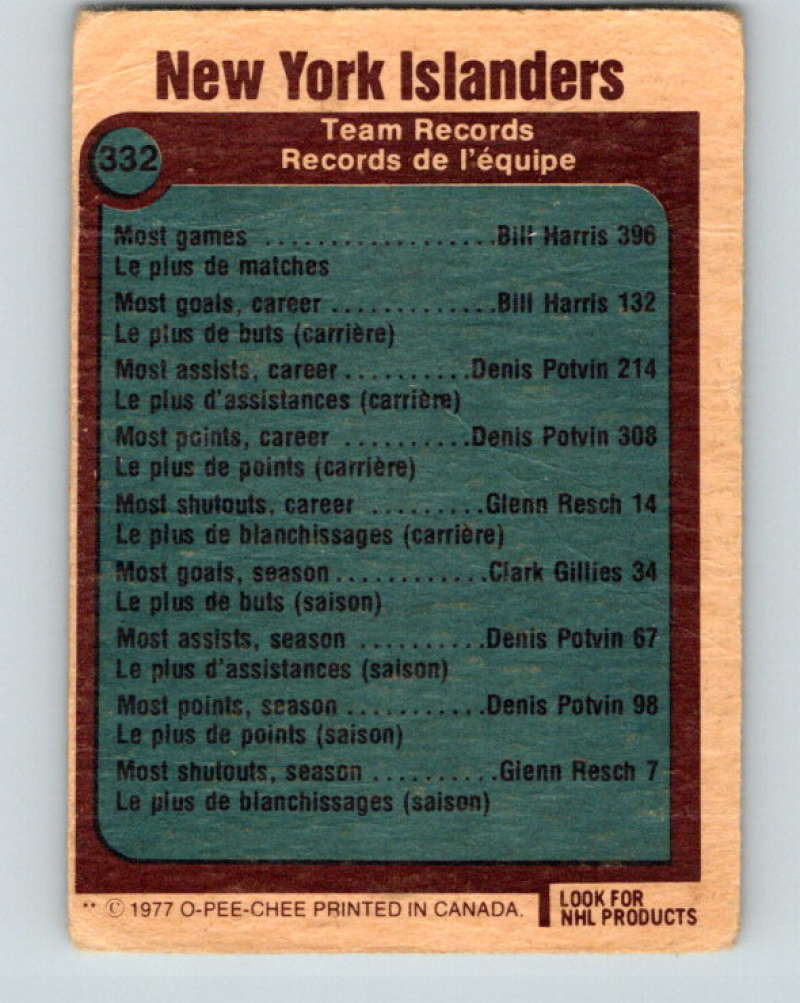 New York Islanders
Team Records
332
Records de l'équipe
Most games ..................Bill Harris 396
Le plus de matches
Most goals, career .............Bill Harris 132
Le plus de buts (carrière)
Most assists, career ..........Denis Potvin 214
Le plus d'assistances (carrière)
Most points, career ..........Denis Potvin 308
Le plus de points (carrière)
Most shutouts, career .........Glenn Resch 14
Le plus de blanchissages (carrière)
Most goals, season ............Clark Gillies 34
Le plus de buts (saison)
Most assists, season ..........Denis Potvin 67
Le plus d'assistances (saison)
Most points, season ...........Denis Potvin 98
Le plus de points (saison)
Most shutouts, season ..........Glenn Resch 7
Le plus de blanchissages (saison)
** © 1977 O-PEE-CHEE PRINTED IN CANADA.
LOOK FOR
NHL PRODUCTS